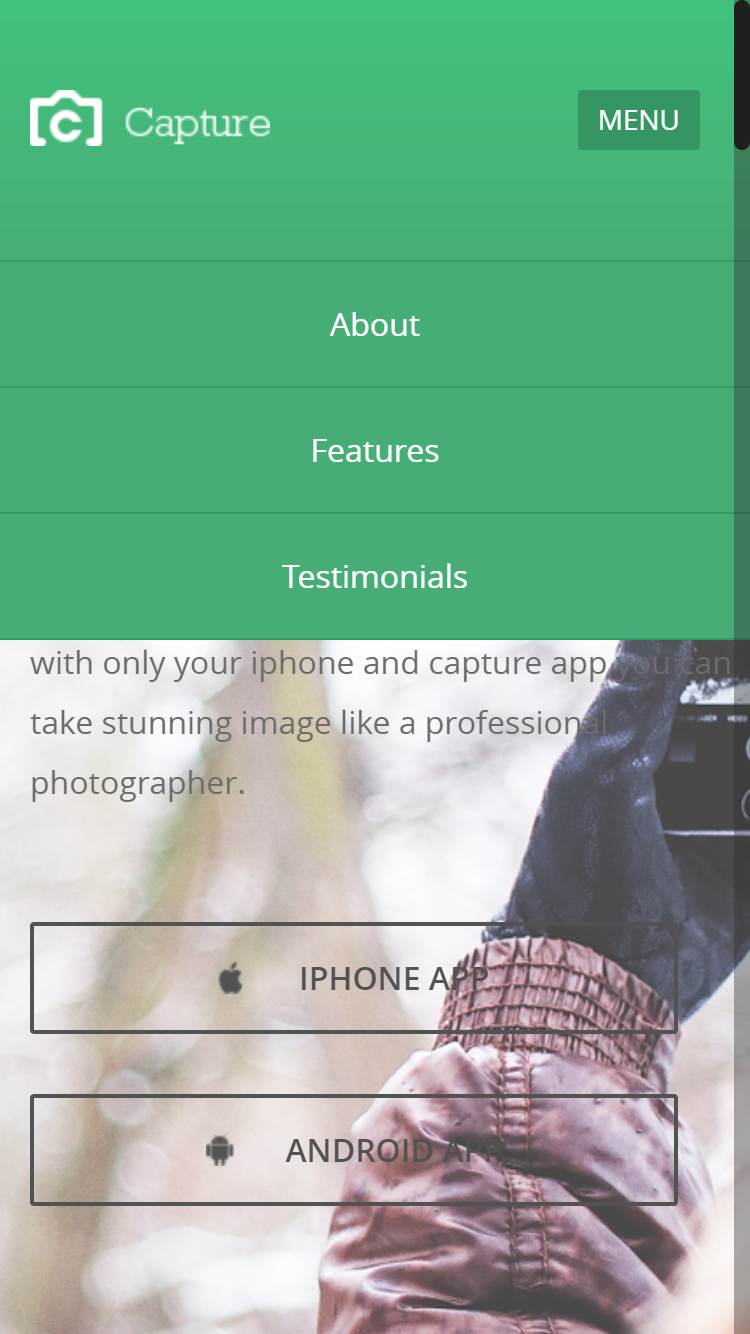 Capture
MENU
About
Features
Testimonials
with only your iphone and capture app you can
take stunning image like a professional
photographer.
IPHONE APP
ANDROID APP